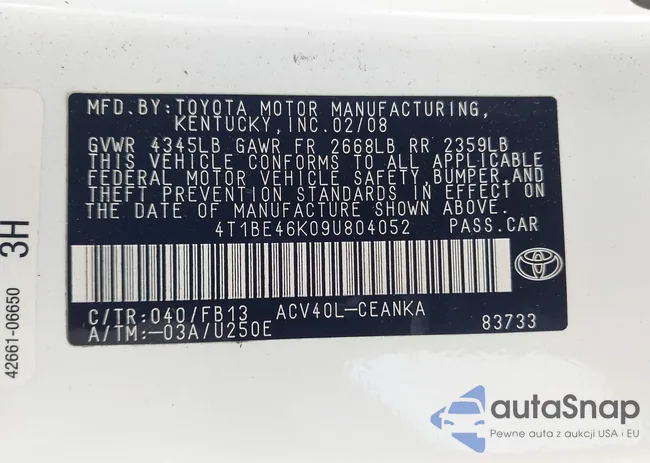 MFD.BY:TOYOTA MOTOR MANUFACTURING,
KENTUCKY,INC.02/08
GVWR 4345LB GAWR FR 2668LB RR 2359LB
THIS VEHICLE CONFORMS TO ALL APPLICABLE
FEDERAL MOTOR VEHICLE SAFETY,BUMPER,AND
THEFT PREVENTION STANDARDS IN EFFECT ON
THE DATE OF MANUFACTURE SHOWN ABOVE.
4T1BE46K09U804052 PASS.CAR
C/TR:040/FB13 ACV40L-CEANKA
A/TM:-03A/U250E 83733
42661-06650 3H
autoSnap
Pewne auta z aukcji USA i EU